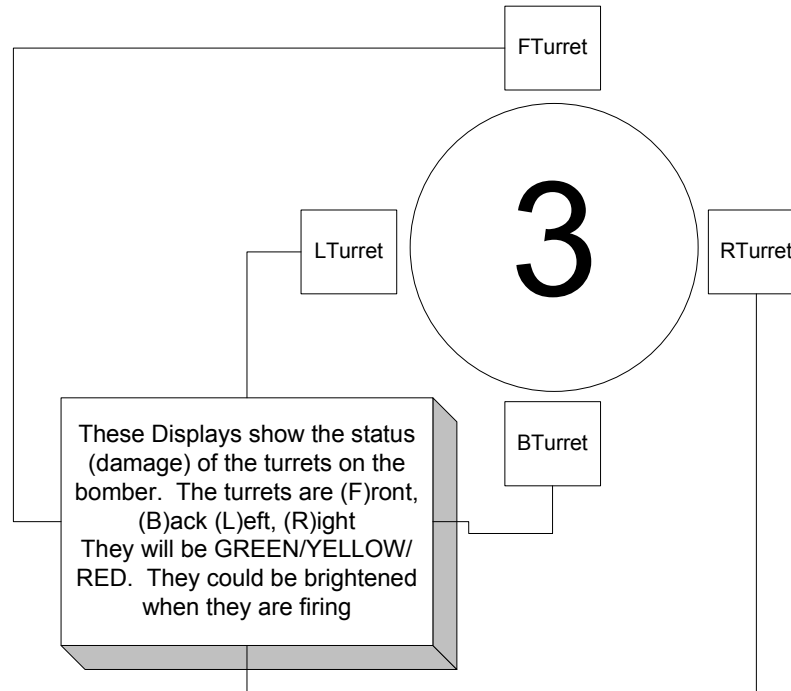 FTurret
3
LTurret
RTurret
BTurret
These Displays show the status
(damage) of the turrets on the
bomber.  The turrets are (F)ront,
(B)ack (L)eft, (R)ight
They will be GREEN/YELLOW/
RED.  They could be brightened
when they are firing